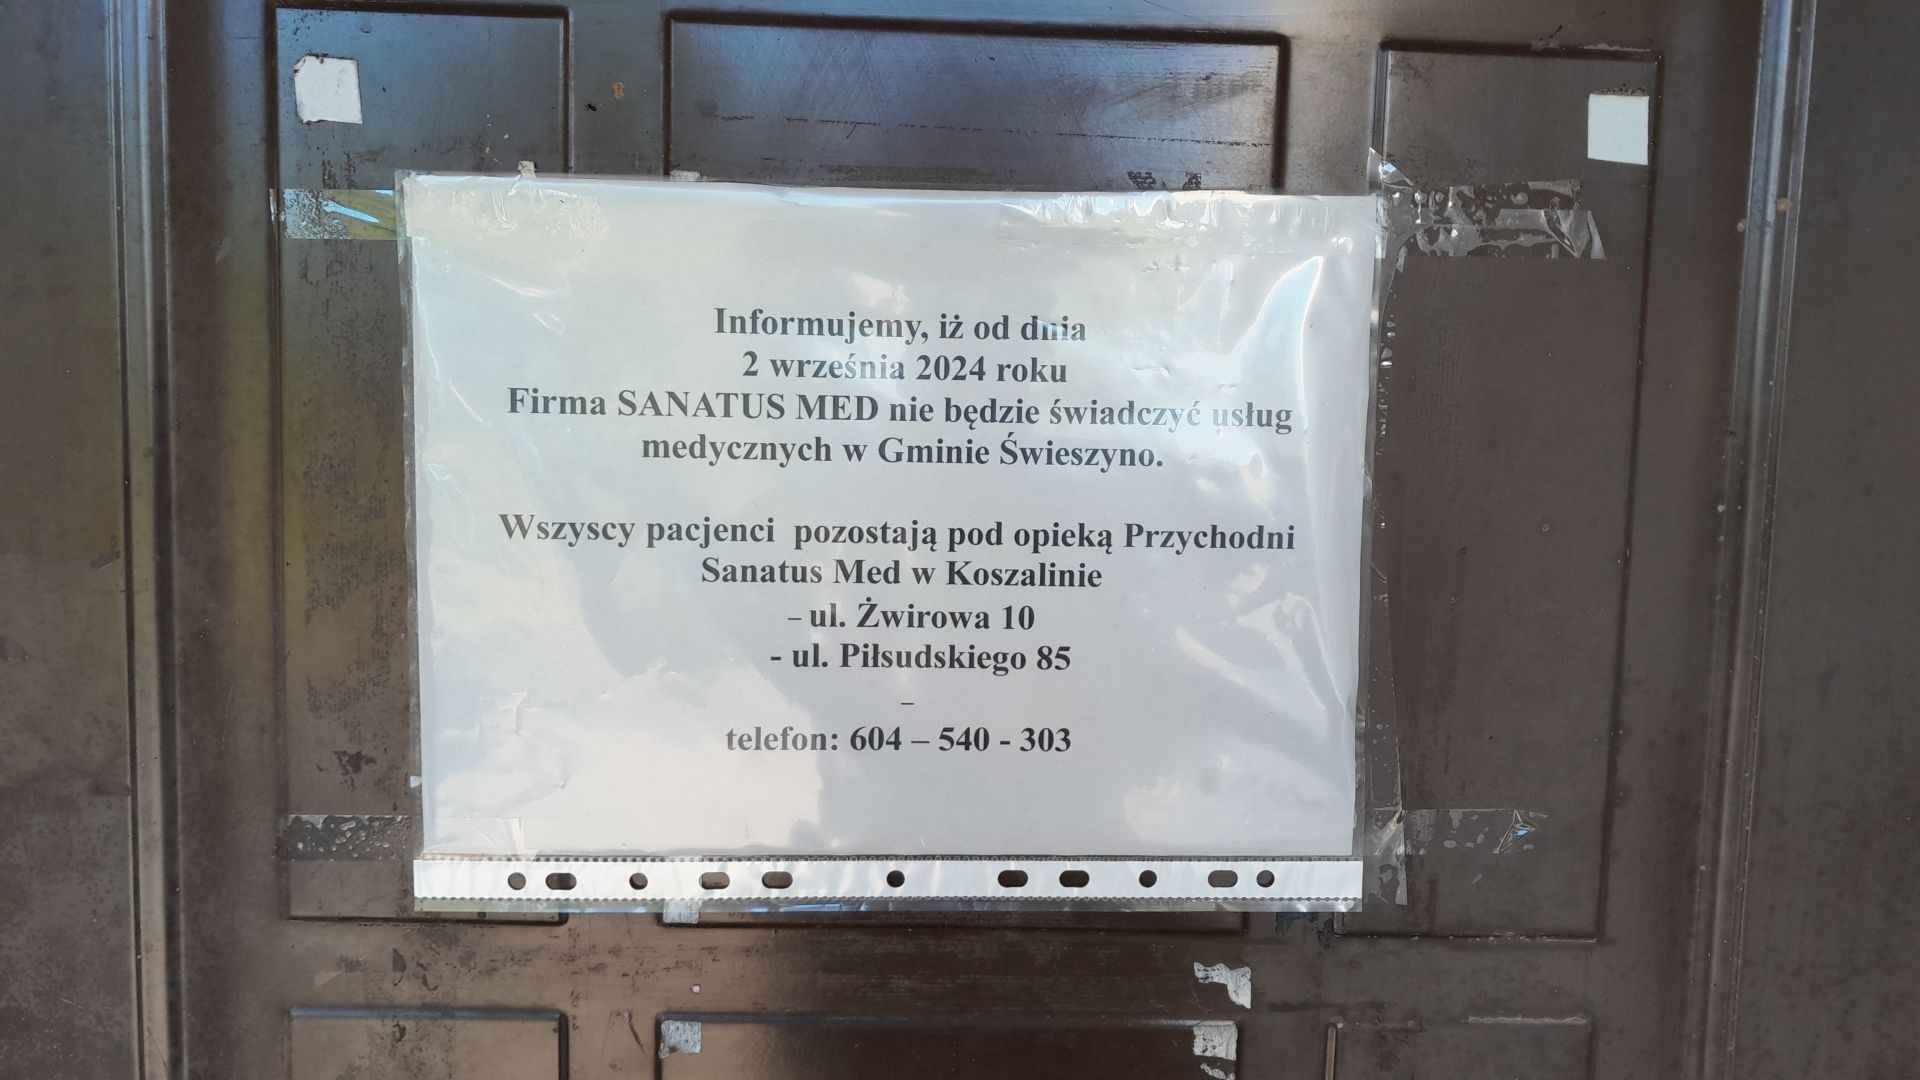 Informujemy, iż od dnia
2 września 2024 roku
Firma SANATUS MED nie będzie świadczyć usług
medycznych w Gminie Świeszyno.
Wszyscy pacjenci pozostają pod opieką Przychodni
Sanatus Med w Koszalinie
– ul. Żwirowa 10
- ul. Piłsudskiego 85
–
telefon: 604 – 540 - 303